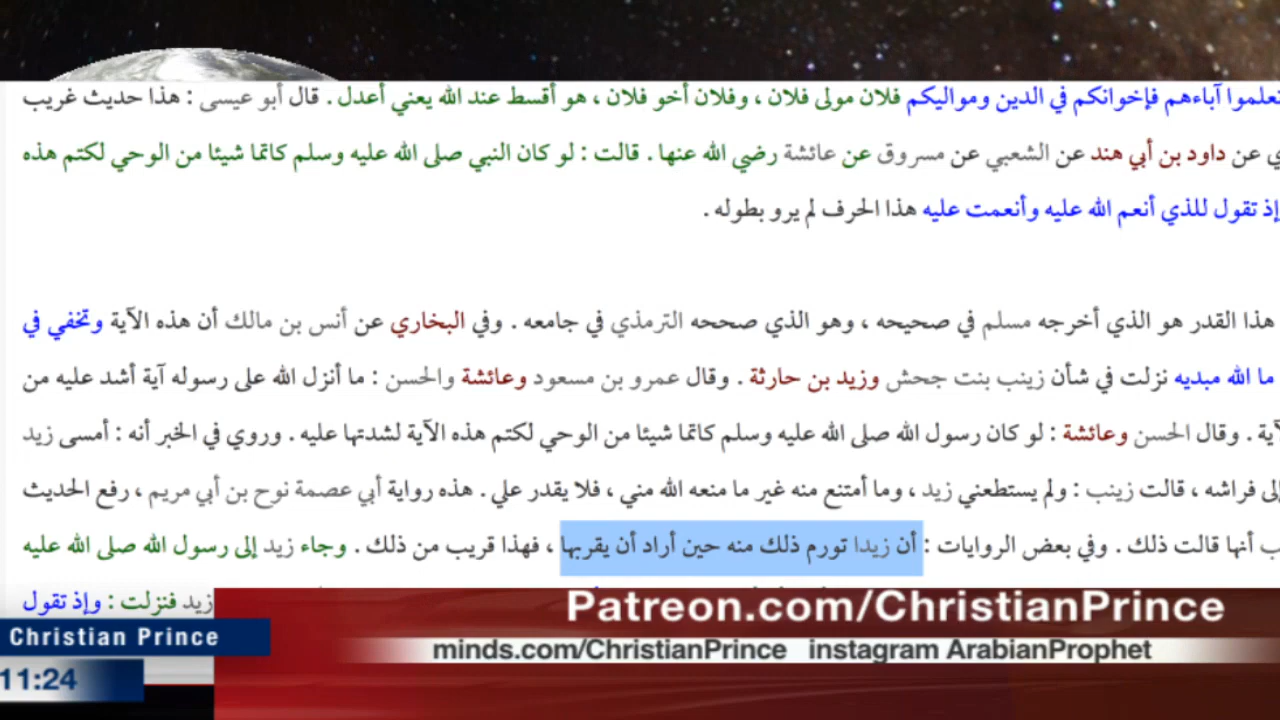 تعلموا آباءهم فإخوانكم في الدين ومواليكم فلان مولى فلان ، وفلان أخو فلان ، هو أقسط عند الله يعني أعدل . قال أبو عيسى : هذا حديث غريب
عن داود بن أبي هند عن الشعبي عن مسروق عن عائشة رضي الله عنها . قالت : لو كان النبي صلى الله عليه وسلم كاتما شيئا من الوحي لكتم هذه
إذ تقول للذي أنعم الله عليه وأنعمت عليه هذا الحرف لم يرو بطوله .
هذا القدر هو الذي أخرجه مسلم في صحيحه ، وهو الذي صححه الترمذي في جامعه . وفي البخاري عن أنس بن مالك أن هذه الآية وتخفي في
ما الله مبديه نزلت في شأن زينب بنت جحش وزيد بن حارثة . وقال عمرو بن مسعود وعائشة والحسن : ما أنزل الله على رسوله آية أشد عليه من
وقال الحسن وعائشة : لو كان رسول الله صلى الله عليه وسلم كاتما شيئا من الوحي لكتم هذه الآية لشدتها عليه . وروي في الخبر أنه : أمسى زيد
إلى فراشه ، قالت زينب : ولم يستطعني زيد ، وما أمتنع منه غير ما منعه الله مني ، فلا يقدر علي . هذه رواية أبي عصمة نوح بن أبي مريم ، رفع الحديث
أنها قالت ذلك . وفي بعض الروايات : أن زيدا تورم ذلك منه حين أراد أن يقربها ، فهذا قريب من ذلك . وجاء زيد إلى رسول الله صلى الله عليه
زيد فنزلت : وإذ تقول
Patreon.com/ChristianPrince
Christian Prince
minds.com/ChristianPrince instagram ArabianProphet
11:24